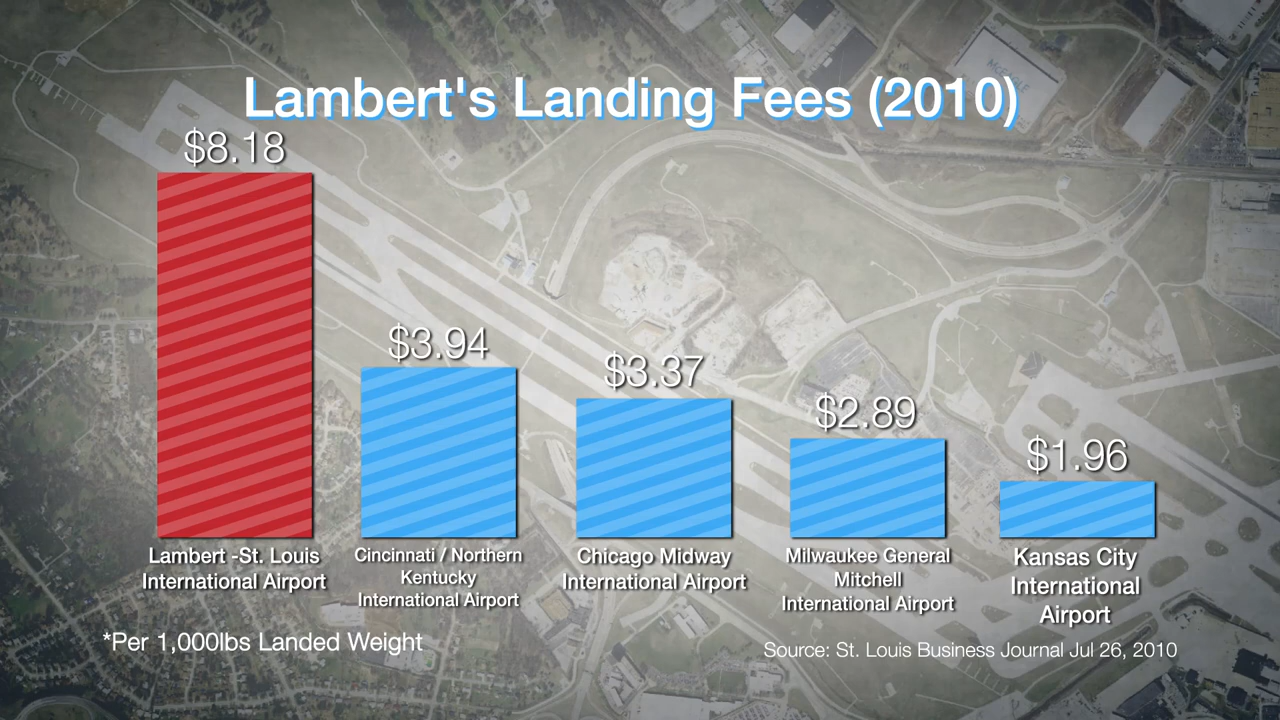 Lambert's Landing Fees (2010)
$8.18
$3.94
$3.37
$2.89
$1.96
Lambert -St. Louis
International Airport
Cincinnati / Northern
Kentucky
International Airport
Chicago Midway
International Airport
Milwaukee General
Mitchell
International Airport
Kansas City
International
Airport
*Per 1,000lbs Landed Weight
Source: St. Louis Business Journal Jul 26, 2010